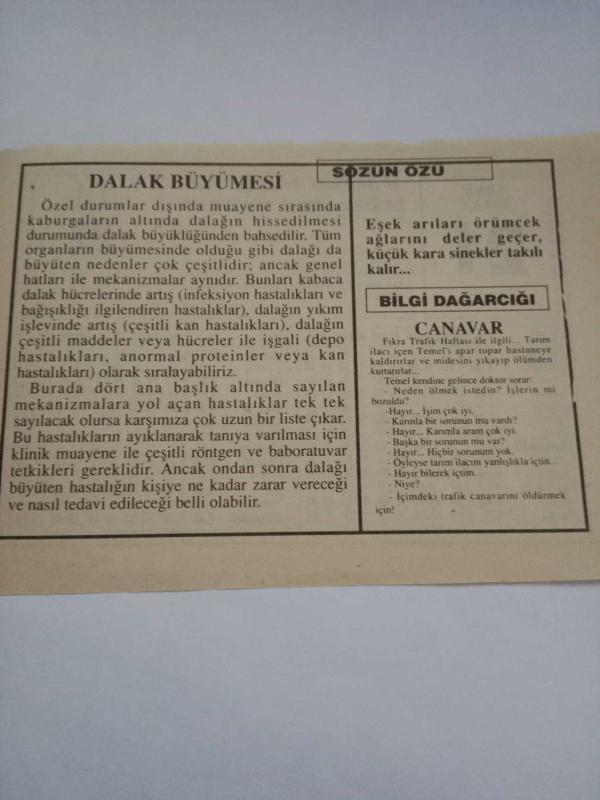 DALAK BÜYÜMESİ
Özel durumlar dışında muayene sırasında
kaburgaların altında dalağın hissedilmesi
durumunda dalak büyüklüğünden bahsedilir. Tüm
organların büyümesinde olduğu gibi dalağı da
büyüten nedenler çok çeşitlidir; ancak genel
hatları ile mekanizmalar aynıdır. Bunları kabaca
dalak hücrelerinde artış (infeksiyon hastalıkları ve
bağışıklığı ilgilendiren hastalıklar), dalağın yıkım
işlevinde artış (çeşitli kan hastalıkları), dalağın
çeşitli maddeler veya hücreler ile işgali (depo
hastalıkları, anormal proteinler veya kan
hastalıkları) olarak sıralayabiliriz.
Burada dört ana başlık altında sayılan
mekanizmalara yol açan hastalıklar tek tek
sayılacak olursa karşımıza çok uzun bir liste çıkar.
Bu hastalıkların ayıklanarak tanıya varılması için
klinik muayene ile çeşitli röntgen ve baboratuvar
tetkikleri gereklidir. Ancak ondan sonra dalağı
büyüten hastalığın kişiye ne kadar zarar vereceği
ve nasıl tedavi edileceği belli olabilir.
SÖZÜN ÖZÜ
Eşek arıları örümcek
ağlarını deler geçer,
küçük kara sinekler takılı
kalır...
BİLGİ DAĞARCIĞI
CANAVAR
Fıkra Trafik Haftası ile ilgili... Tarım
ilacı içen Temel'i apar topar hastaneye
kaldırırlar ve midesini yıkayıp ölümden
kurtarırlar...
Temel kendine gelince doktor sorar:
- Neden ölmek istedin? İşlerin mi
bozuldu?
-Hayır... İşim çok iyi.
- Karınla bir sorunun mu vardı?
- Hayır... Karımla aram çok iyi.
- Başka bir sorunun mu var?
- Hayır... Hiçbir sorunum yok.
- Öyleyse tarım ilacını yanlışlıkla içtin...
- Hayır bilerek içtim.
- Niye?
- İçimdeki trafik canavarını öldürmek
için!